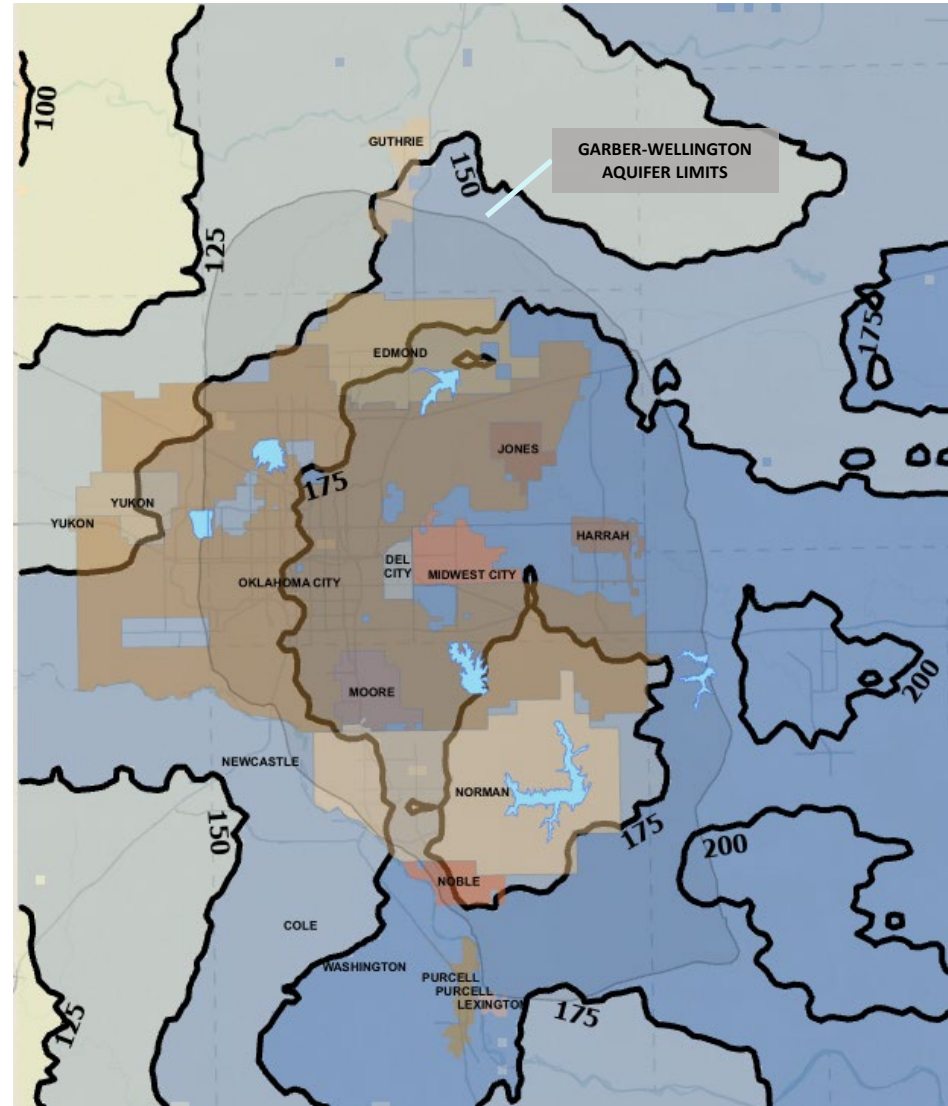 100
GUTHRIE
150
GARBER-WELLINGTON
AQUIFER LIMITS
125
175
EDMOND
JONES
175
YUKON
YUKON
HARRAH
DEL
CITY
MIDWEST CITY
OKLAHOMA CITY
MOORE
200
NEWCASTLE
NORMAN
150
175
200
NOBLE
COLE
WASHINGTON
PURCELL
PURCELL
LEXINGTON
175
125